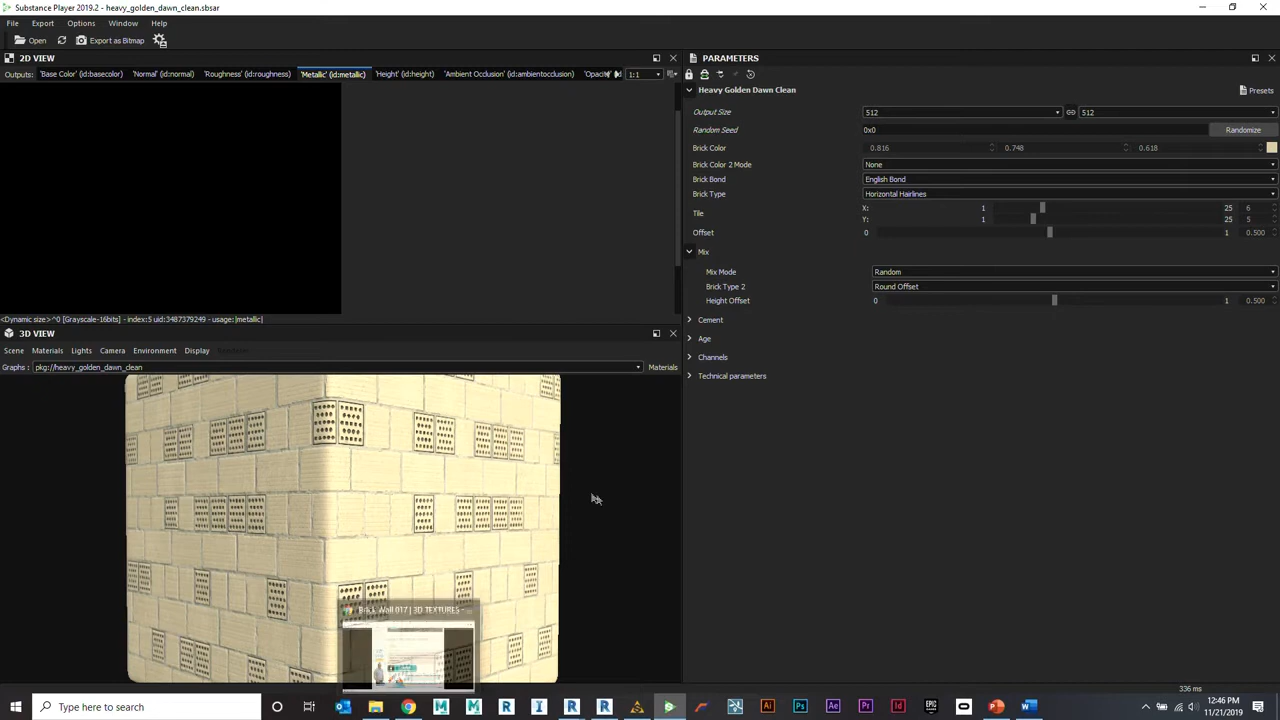 Substance Player 2019.2 - heavy_golden_dawn_clean.sbsar
File Export Options Window Help
Open Export as Bitmap
2D VIEW
Outputs: 'Base Color' (id:basecolor) 'Normal' (id:normal) 'Roughness' (id:roughness) 'Metallic' (id:metallic) 'Height' (id:height) 'Ambient Occlusion' (id:ambientocclusion) 1:1
<Dynamic size>^0 [Grayscale-16bits] - index:5 uid:3487379249 - usage:|metallic|
3D VIEW
Scene Materials Lights Camera Environment Display Renderer
Graphs : pkg://heavy_golden_dawn_clean Materials
Brick Wall 017 | 3D TEXTURES -
PARAMETERS
Heavy Golden Dawn Clean Presets
Output Size 512 512
Random Seed 0x0 Randomize
Brick Color 0.816 0.748 0.618
Brick Color 2 Mode None
Brick Bond English Bond
Brick Type Horizontal Hairlines
Tile
X: 1 25 6
Y: 1 25 5
Offset 0 1 0.500
Mix
Mix Mode Random
Brick Type 2 Round Offset
Height Offset 0 1 0.500
Cement
Age
Channels
Technical parameters
336 ms
Type here to search
12:46 PM
11/21/2019